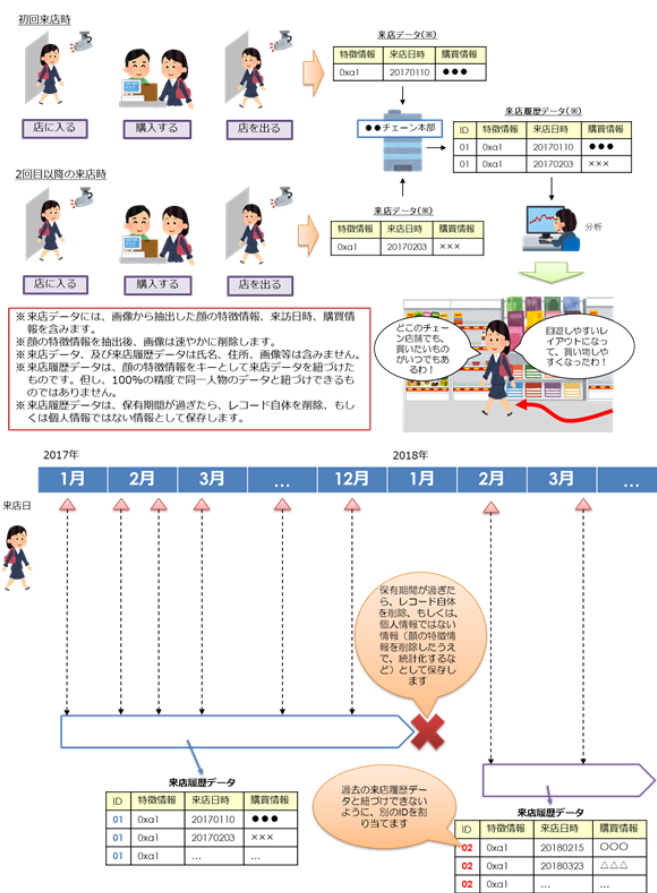 初回来店時
店に入る
購入する
店を出る
来店データ(※)
特徴情報 来店日時 購買情報
0xa1 20170110 ●●●
●●チェーン本部
来店履歴データ(※)
ID 特徴情報 来店日時 購買情報
01 0xa1 20170110 ●●●
01 0xa1 20170203 ×××
2回目以降の来店時
店に入る
購入する
店を出る
来店データ(※)
特徴情報 来店日時 購買情報
0xa1 20170203 ×××
分析
どこのチェー
ン店舗でも、
買いたいもの
がいつでもあ
るわ!
回遊しやすいレ
イアウトになっ
て、買い物しや
すくなったわ!
※来店データには、画像から抽出した顔の特徴情報、来訪日時、購買情
報を含みます。
※顔の特徴情報を抽出後、画像は速やかに削除します。
※来店データ、及び来店履歴データは氏名、住所、画像等は含みません。
※来店履歴データは、顔の特徴情報をキーとして来店データを紐づけた
ものです。但し、100%の精度で同一人物のデータと紐づけできるも
のではありません。
※来店履歴データは、保有期間が過ぎたら、レコード自体を削除、もし
くは個人情報ではない情報として保存します。
2017年
2018年
1月 2月 3月 … 12月 1月 2月 3月 …
来店日
保有期間が過ぎた
ら、レコード自体
を削除、もしくは、
個人情報ではない
情報(顔の特徴情
報を削除したうえ
で、統計化するな
ど)として保存し
ます
来店履歴データ
ID 特徴情報 来店日時 購買情報
01 0xa1 20170110 ●●●
01 0xa1 20170203 ×××
01 0xa1 … …
過去の来店履歴デー
タと紐づけできない
ように、別のIDを割
り当てます
来店履歴データ
ID 特徴情報 来店日時 購買情報
02 0xa1 20180215 〇〇〇
02 0xa1 20180323 △△△
02 0xa1 … …